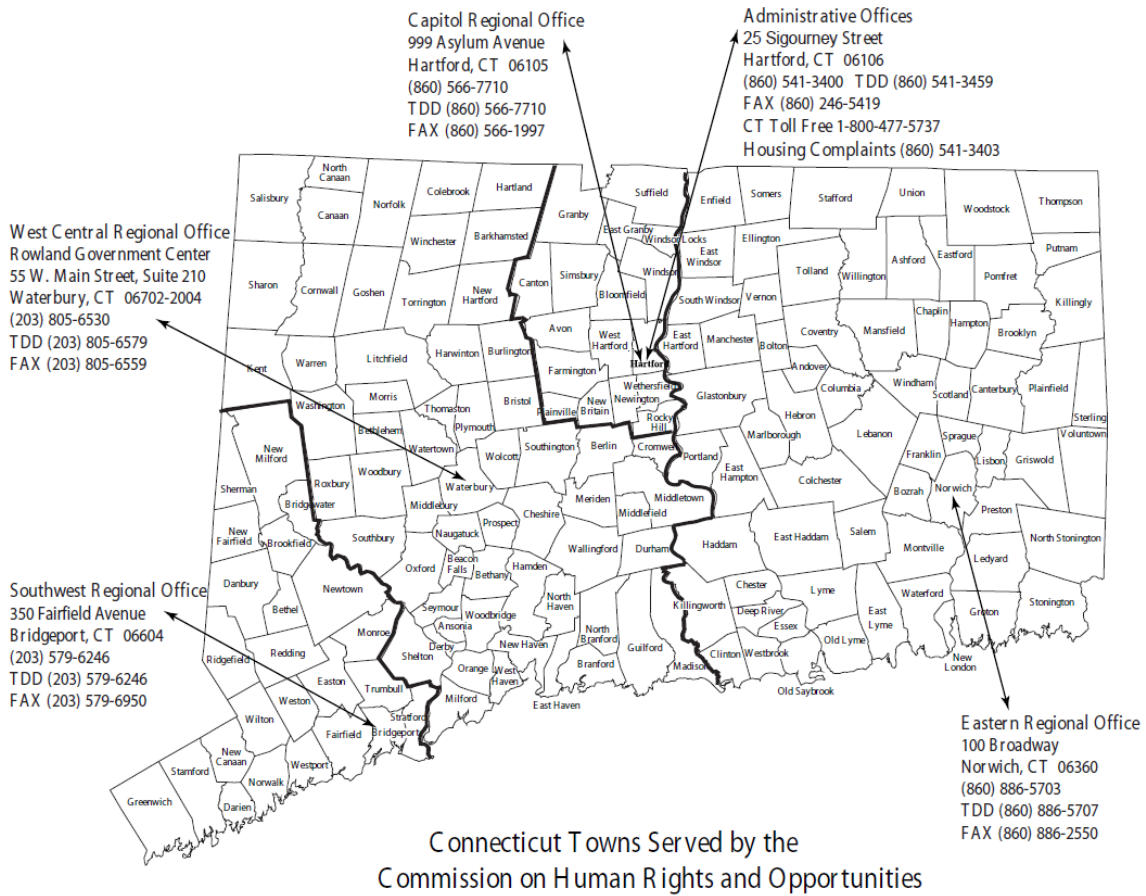 Capitol Regional Office
999 Asylum Avenue
Hartford, CT 06105
(860) 566-7710
TDD (860) 566-7710
FAX (860) 566-1997
Administrative Offices
25 Sigourney Street
Hartford, CT 06106
(860) 541-3400 TDD (860) 541-3459
FAX (860) 246-5419
CT Toll Free 1-800-477-5737
Housing Complaints (860) 541-3403
West Central Regional Office
Rowland Government Center
55 W. Main Street, Suite 210
Waterbury, CT 06702-2004
(203) 805-6530
TDD (203) 805-6579
FAX (203) 805-6559
Southwest Regional Office
350 Fairfield Avenue
Bridgeport, CT 06604
(203) 579-6246
TDD (203) 579-6246
FAX (203) 579-6950
Eastern Regional Office
100 Broadway
Norwich, CT 06360
(860) 886-5703
TDD (860) 886-5707
FAX (860) 886-2550
Salisbury
North
Canaan
Canaan
Norfolk
Colebrook
Hartland
Winchester
Barkhamsted
Sharon
Cornwall
Goshen
Torrington
New
Hartford
Kent
Warren
Litchfield
Harwinton
Burlington
Washington
Morris
Thomaston
Bristol
Bethlehem
Watertown
Plymouth
Wolcott
Southington
Berlin
Cromwell
Roxbury
Woodbury
Waterbury
Middlebury
Cheshire
Meriden
Middletown
Middlefield
Southbury
Naugatuck
Prospect
Wallingford
Durham
Oxford
Beacon
Falls
Bethany
Hamden
Seymour
Woodbridge
North
Haven
Ansonia
Derby
New Haven
North
Branford
Guilford
Shelton
Orange
West
Haven
Branford
Madison
Milford
East Haven
Granby
Suffield
East Granby
Windsor Locks
Canton
Simsbury
Bloomfield
Windsor
Avon
West
Hartford
Hartford
Farmington
Wethersfield
Plainville
New
Britain
Newington
Rocky
Hill
New
Milford
Sherman
Bridgewater
New
Fairfield
Brookfield
Danbury
Bethel
Newtown
Monroe
Ridgefield
Redding
Easton
Trumbull
Wilton
Weston
Fairfield
Stratford
Bridgeport
New
Canaan
Westport
Stamford
Norwalk
Greenwich
Darien
Enfield
Somers
Stafford
Union
Woodstock
Thompson
East
Windsor
Ellington
Tolland
Willington
Ashford
Eastford
Pomfret
Putnam
Killingly
South Windsor
Vernon
Coventry
Mansfield
Chaplin
Hampton
Brooklyn
East
Hartford
Manchester
Bolton
Andover
Columbia
Windham
Scotland
Canterbury
Plainfield
Sterling
Glastonbury
Hebron
Marlborough
Lebanon
Franklin
Sprague
Lisbon
Griswold
Voluntown
Portland
East
Hampton
Colchester
Bozrah
Norwich
Preston
Haddam
East Haddam
Salem
Montville
Ledyard
North Stonington
Killingworth
Chester
Deep River
Essex
Lyme
East
Lyme
Waterford
Groton
Stonington
Clinton
Westbrook
Old Lyme
New
London
Old Saybrook
Connecticut Towns Served by the
Commission on Human Rights and Opportunities